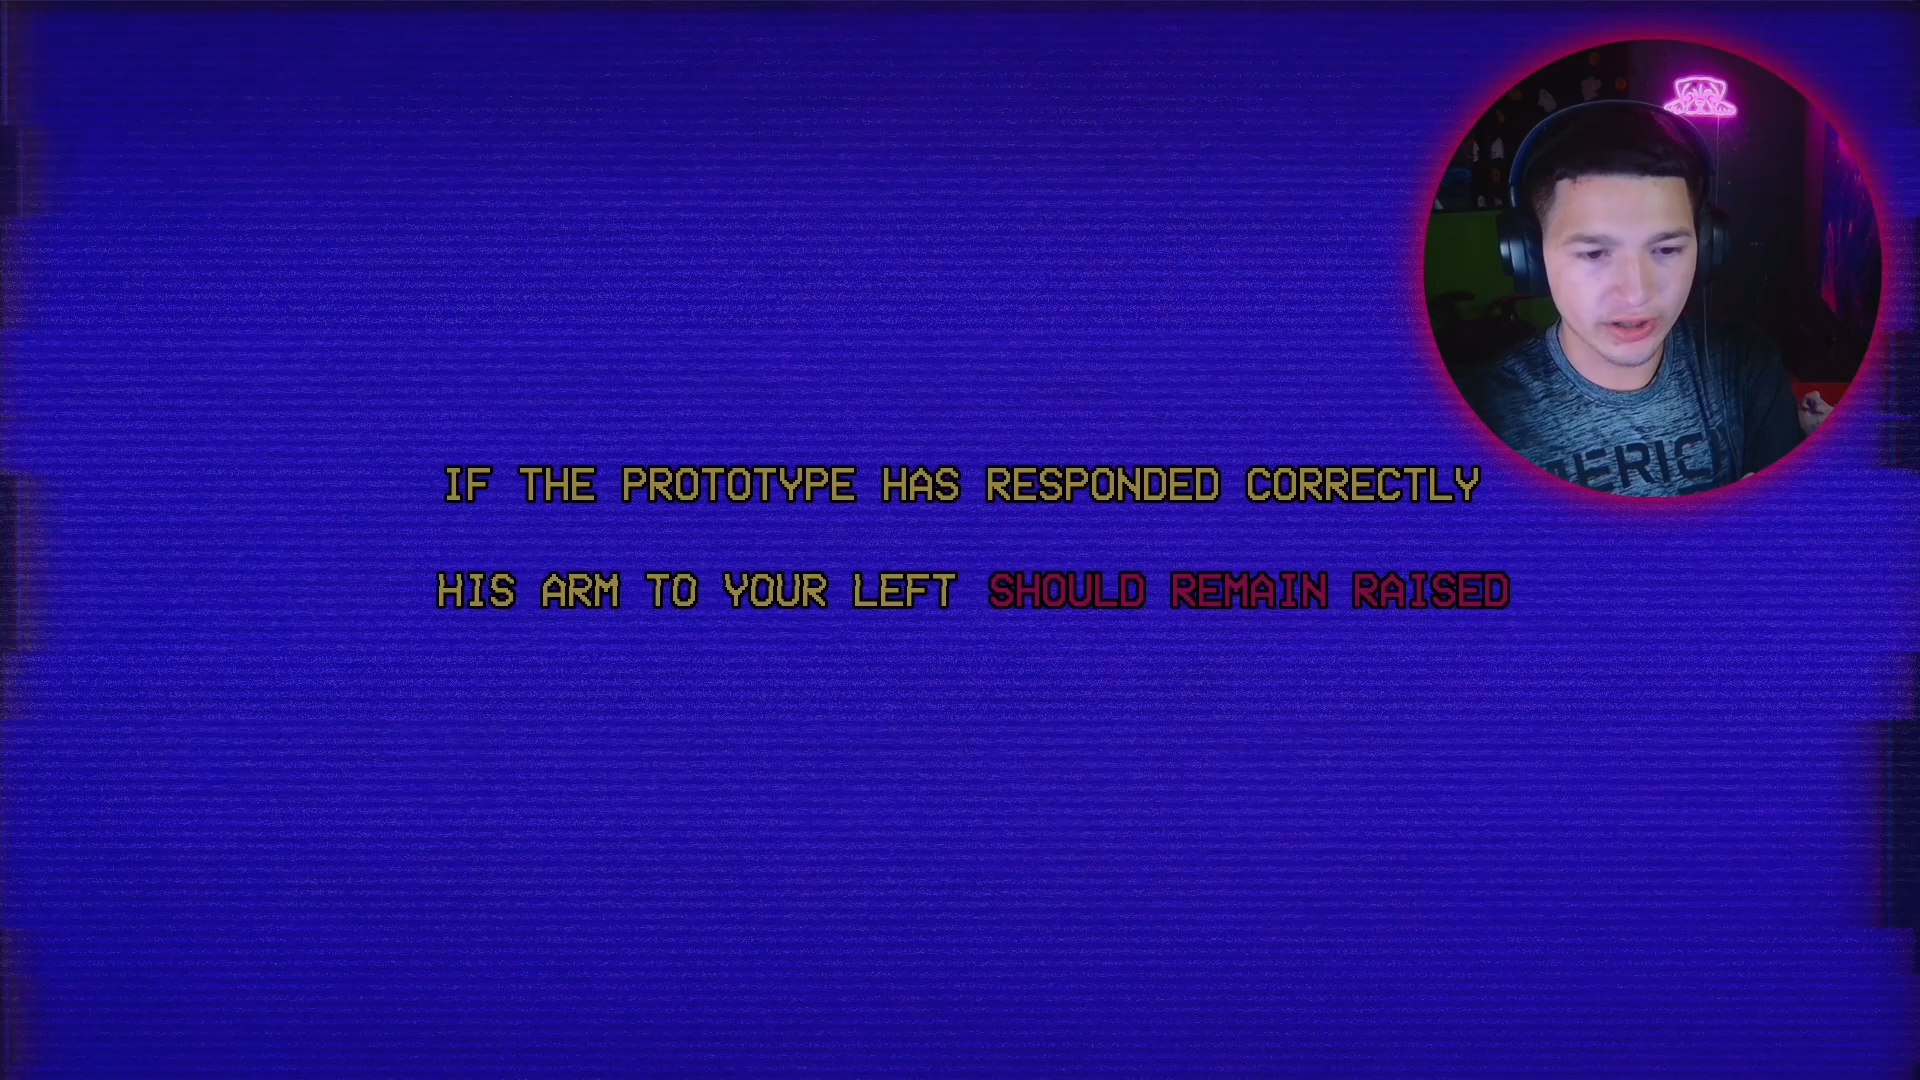 IF THE PROTOTYPE HAS RESPONDED CORRECTLY
HIS ARM TO YOUR LEFT SHOULD REMAIN RAISED